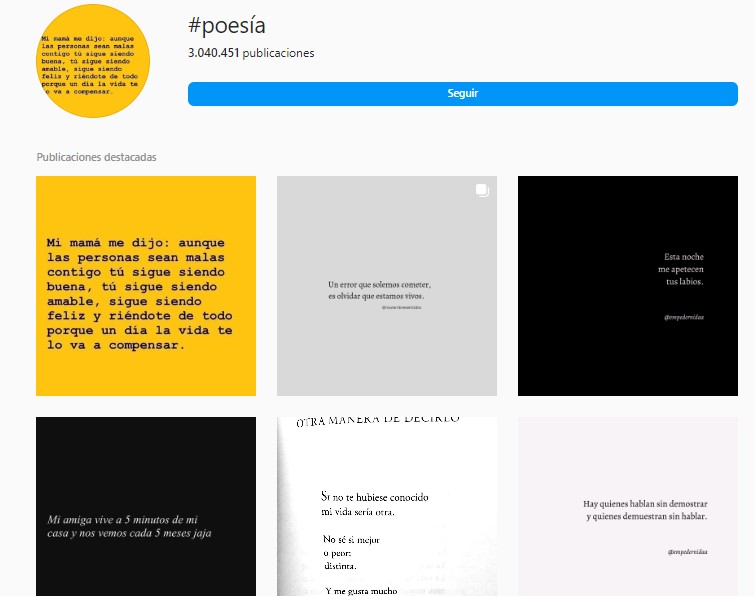 Mi mamá me dijo: aunque
las personas sean malas
contigo tú sigue siendo
buena, tú sigue siendo
amable, sigue siendo
feliz y riéndote de todo
porque un día la vida te
lo va a compensar.
#poesía
3.040.451 publicaciones
Seguir
Publicaciones destacadas
Mi mamá me dijo: aunque
las personas sean malas
contigo tú sigue siendo
buena, tú sigue siendo
amable, sigue siendo
feliz y riéndote de todo
porque un día la vida te
lo va a compensar.
Un error que solemos cometer,
es olvidar que estamos vivos.
Esta noche
me apetecen
tus labios.
@empedernidaa
Mi amiga vive a 5 minutos de mi
casa y nos vemos cada 5 meses jaja
OTRA MANERA DE DECIRLO
Si no te hubiese conocido
mi vida sería otra.
No sé si mejor
o peor:
distinta.
Y me gusta mucho
Hay quienes hablan sin demostrar
y quienes demuestran sin hablar.
@empedernidaa